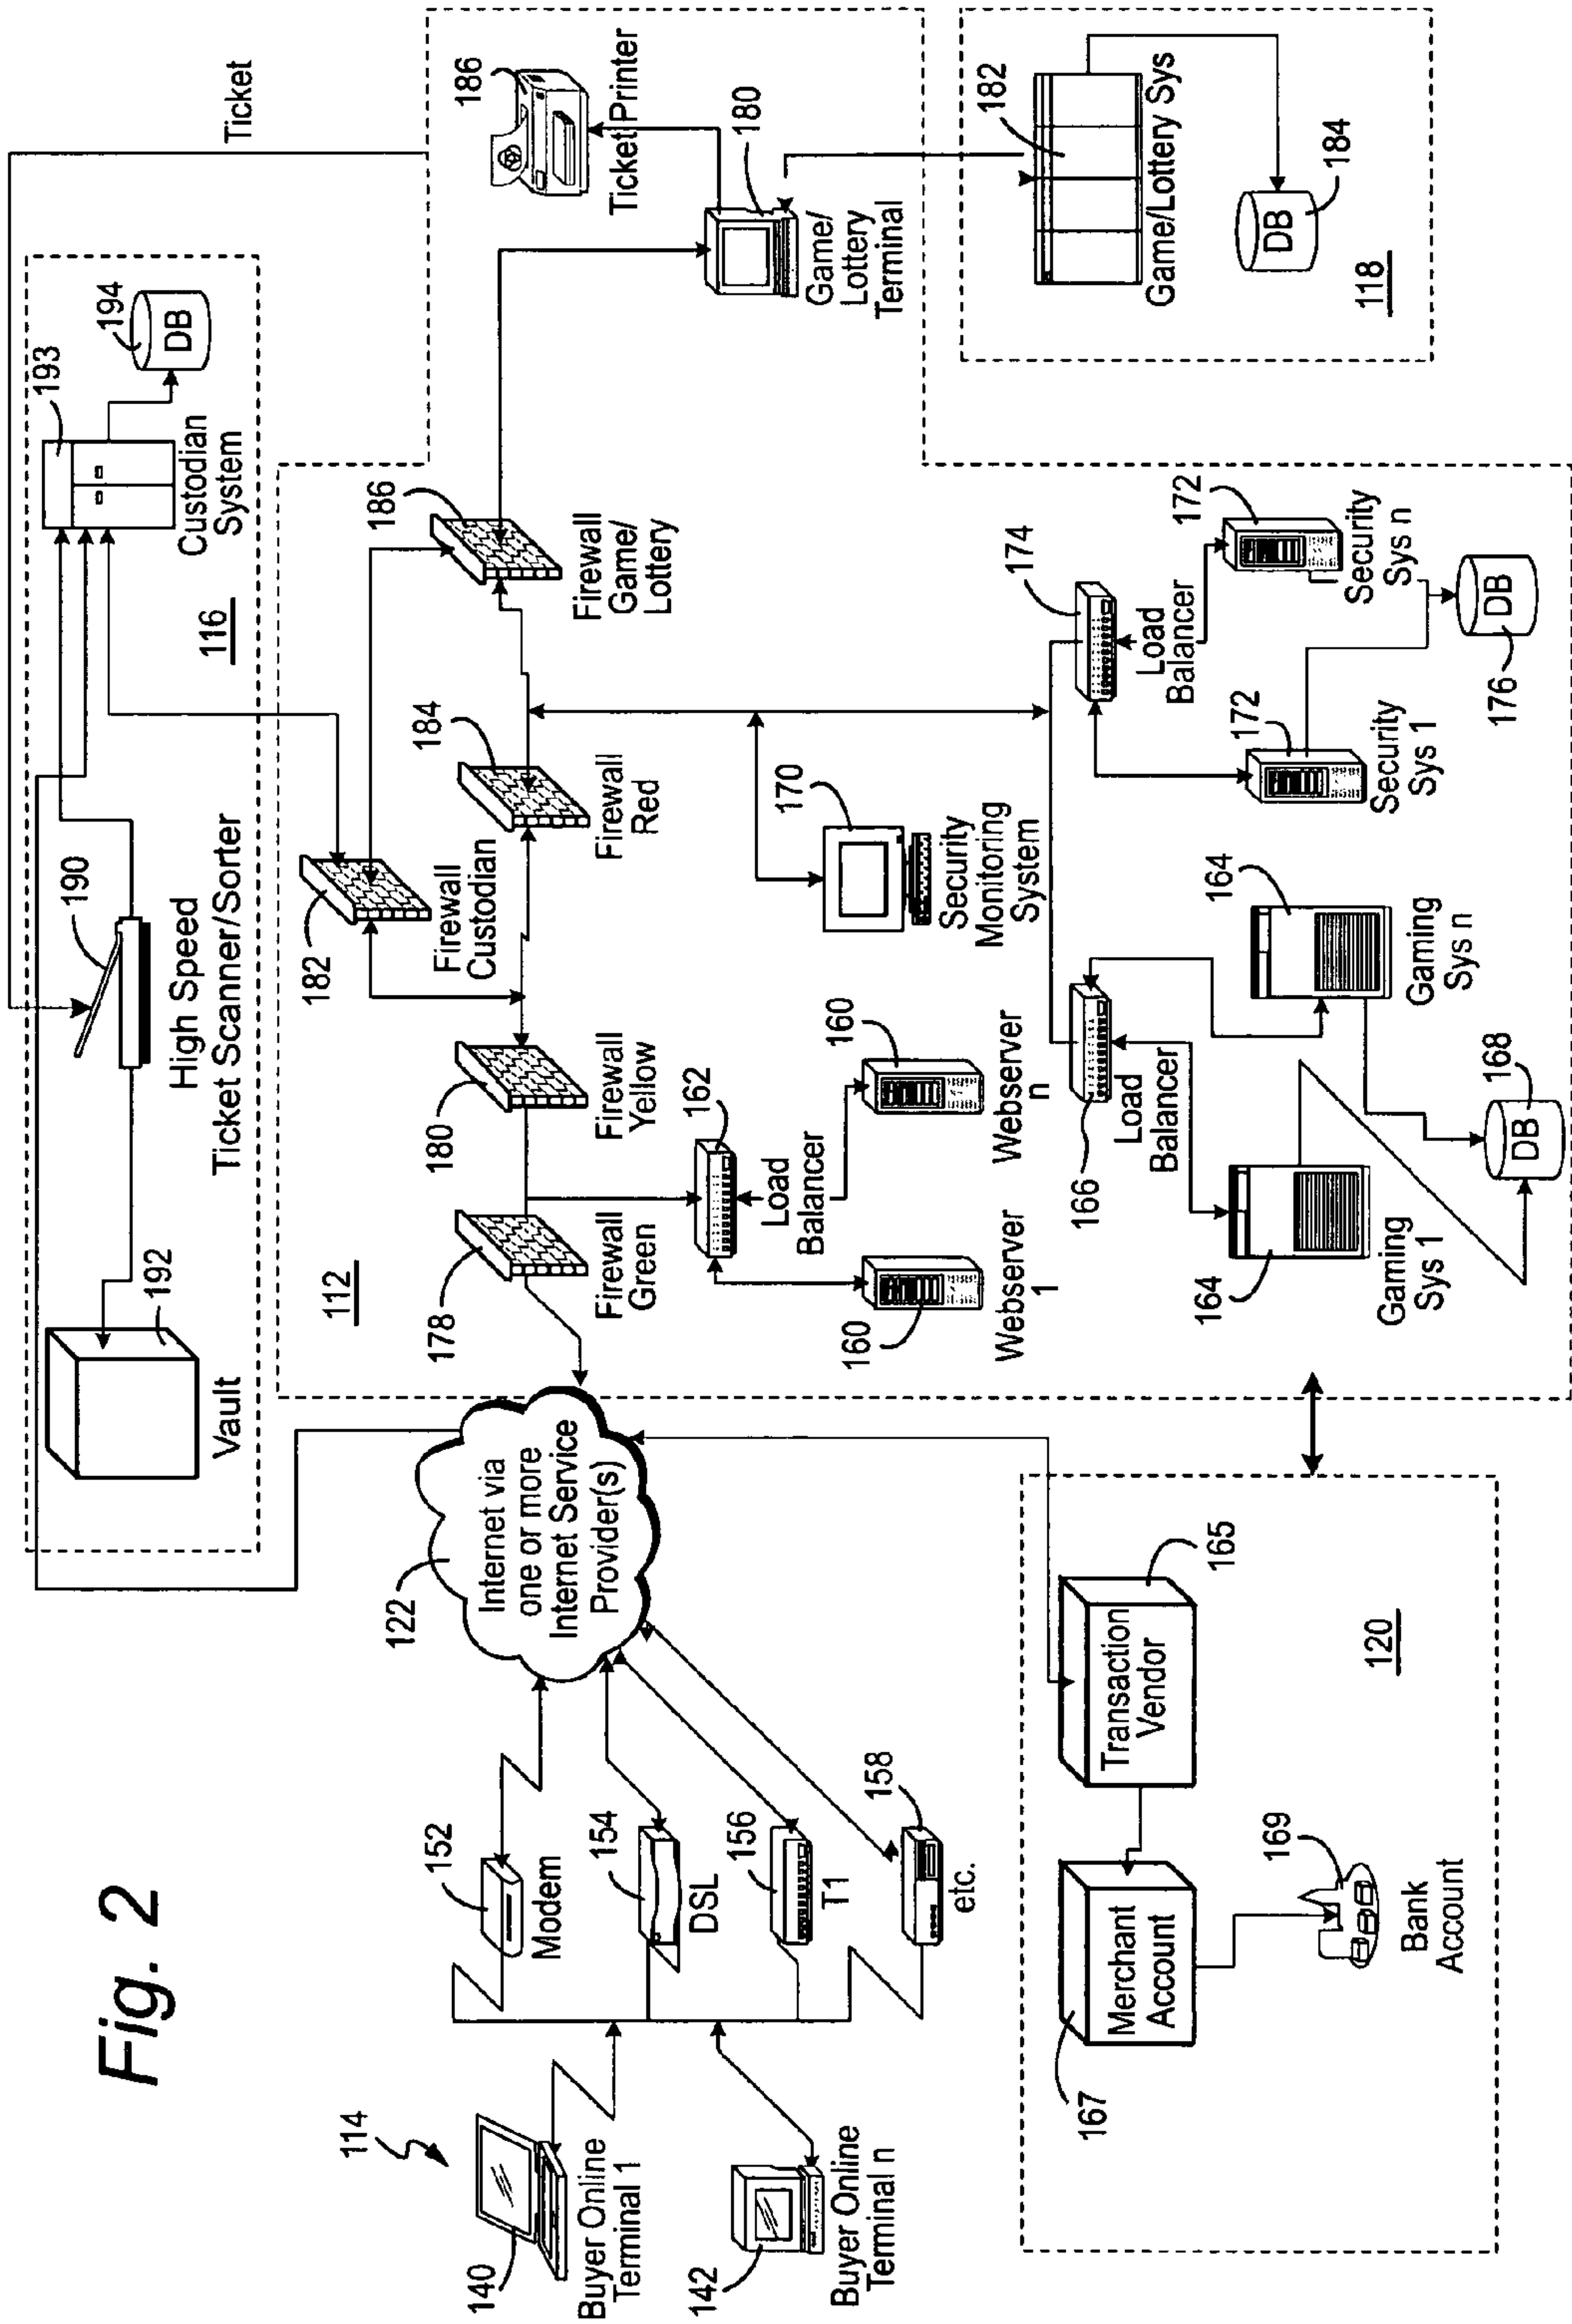 Fig. 2
114
140
Buyer Online
Terminal 1
142
Buyer Online
Terminal n
152
Modem
154
DSL
156
T1
158
etc.
122
Internet via
one or more
Internet Service
Provider(s)
167
Merchant
Account
Transaction
Vendor
165
169
Bank
Account
120
192
Vault
190
High Speed
Ticket Scanner/Sorter
116
193
Custodian
System
194
DB
Ticket
112
178
Firewall
Green
180
Firewall
Yellow
182
Firewall
Custodian
184
Firewall
Red
186
Firewall
Game/
Lottery
162
Load
Balancer
160
Webserver
1
160
Webserver
n
170
Security
Monitoring
System
166
Load
Balancer
164
Gaming
Sys 1
164
Gaming
Sys n
168
DB
174
Load
Balancer
172
Security
Sys 1
172
Security
Sys n
176
DB
186
Ticket Printer
180
Game/
Lottery
Terminal
182
Game/Lottery Sys
DB
184
118